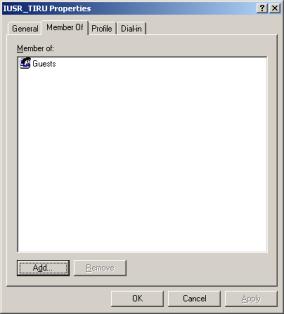 IUSR_TIRU Properties
General Member Of Profile Dial-in
Member of:
Guests
Add... Remove
OK Cancel Apply